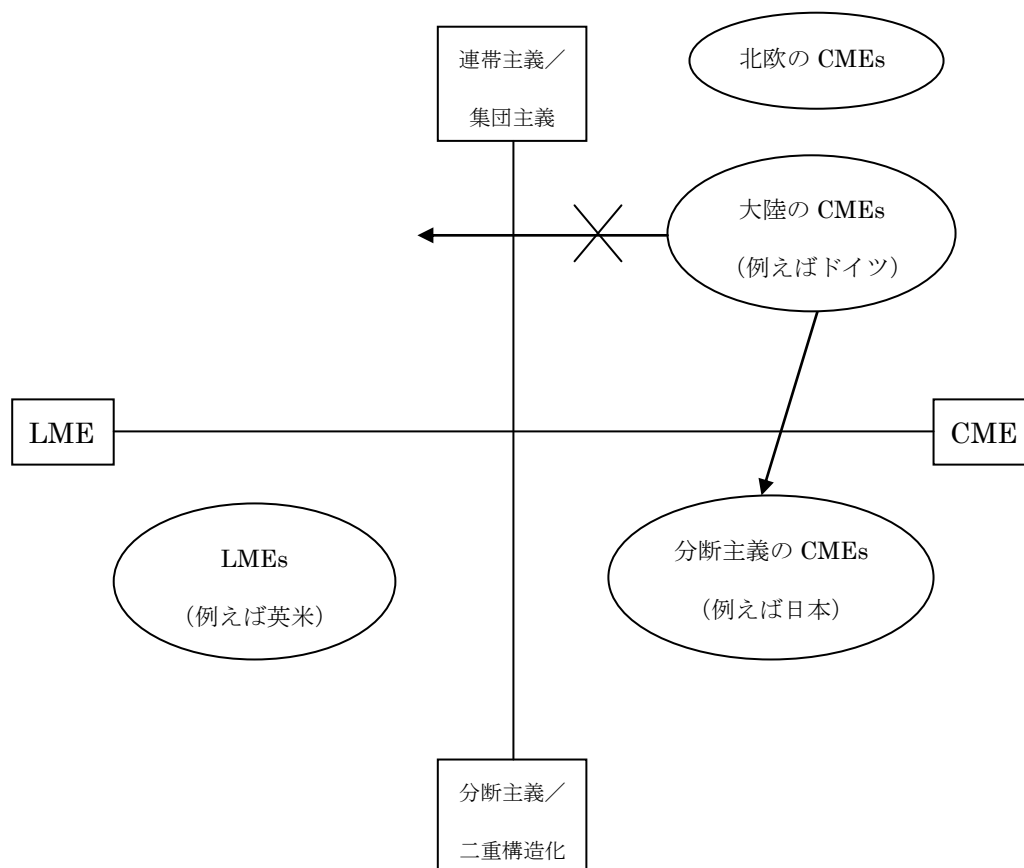 連帯主義／
集団主義
北欧の CMEs
大陸の CMEs
（例えばドイツ）
LME
CME
LMEs
（例えば英米）
分断主義の CMEs
（例えば日本）
分断主義／
二重構造化